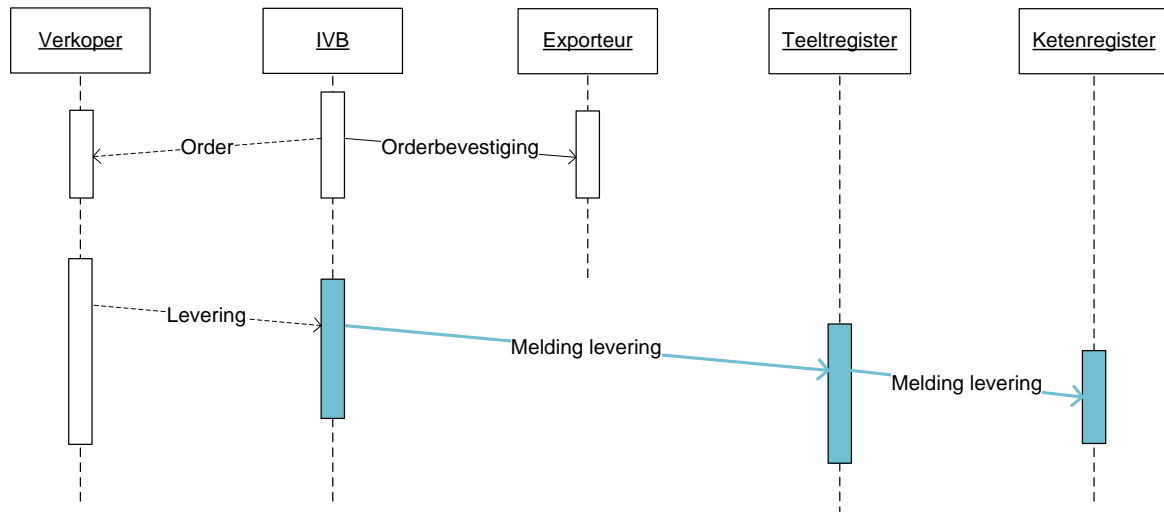 Verkoper
IVB
Exporteur
Teeltregister
Ketenregister
Order
Orderbevestiging
Levering
Melding levering
Melding levering